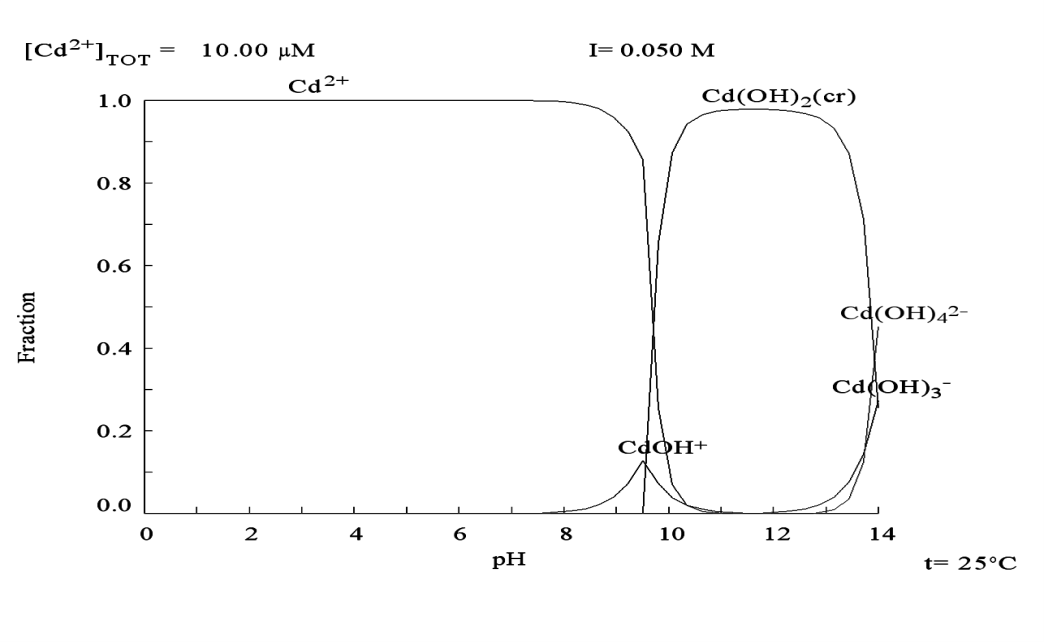 [Cd²⁺]TOT = 10.00 μM
I= 0.050 M
Cd²⁺
Cd(OH)₂(cr)
1.0
0.8
0.6
0.4
0.2
0.0
Fraction
Cd(OH)₄²⁻
Cd(OH)₃⁻
CdOH⁺
0 2 4 6 8 10 12 14
pH
t= 25°C